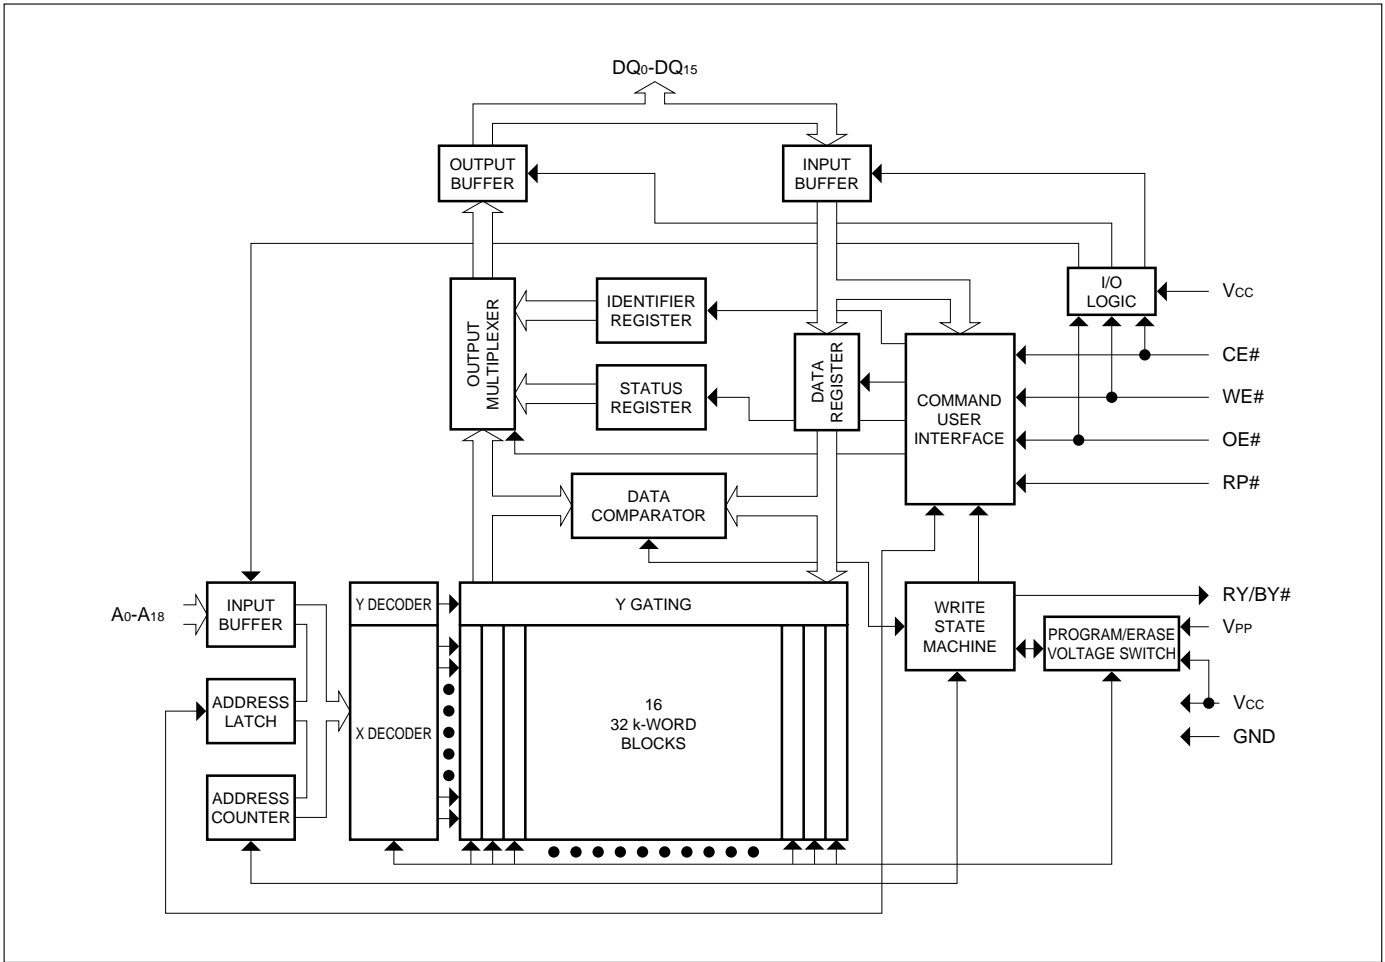 DQ0-DQ15
OUTPUT
BUFFER
INPUT
BUFFER
I/O
LOGIC
VCC
OUTPUT
MULTIPLEXER
IDENTIFIER
REGISTER
STATUS
REGISTER
DATA
REGISTER
COMMAND
USER
INTERFACE
CE#
WE#
OE#
RP#
DATA
COMPARATOR
A0-A18
INPUT
BUFFER
Y DECODER
Y GATING
WRITE
STATE
MACHINE
RY/BY#
PROGRAM/ERASE
VOLTAGE SWITCH
VPP
VCC
GND
ADDRESS
LATCH
X DECODER
16
32 k-WORD
BLOCKS
ADDRESS
COUNTER